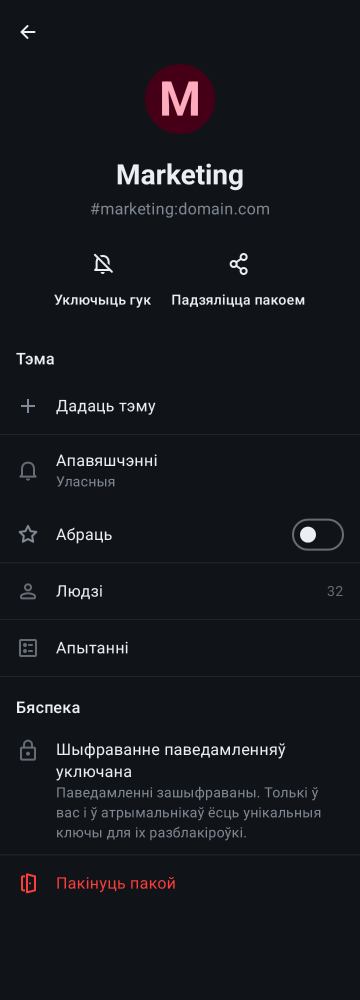 M
Marketing
#marketing:domain.com
Уключыць гук
Падзяліцца пакоем
Тэма
Дадаць тэму
Апавяшчэнні
Уласныя
Абраць
Людзі
32
Апытанні
Бяспека
Шыфраванне паведамленняў
уключана
Паведамленні зашыфраваны. Толькі ў
вас і ў атрымальнікаў ёсць унікальныя
ключы для іх разблакіроўкі.
Пакінуць пакой